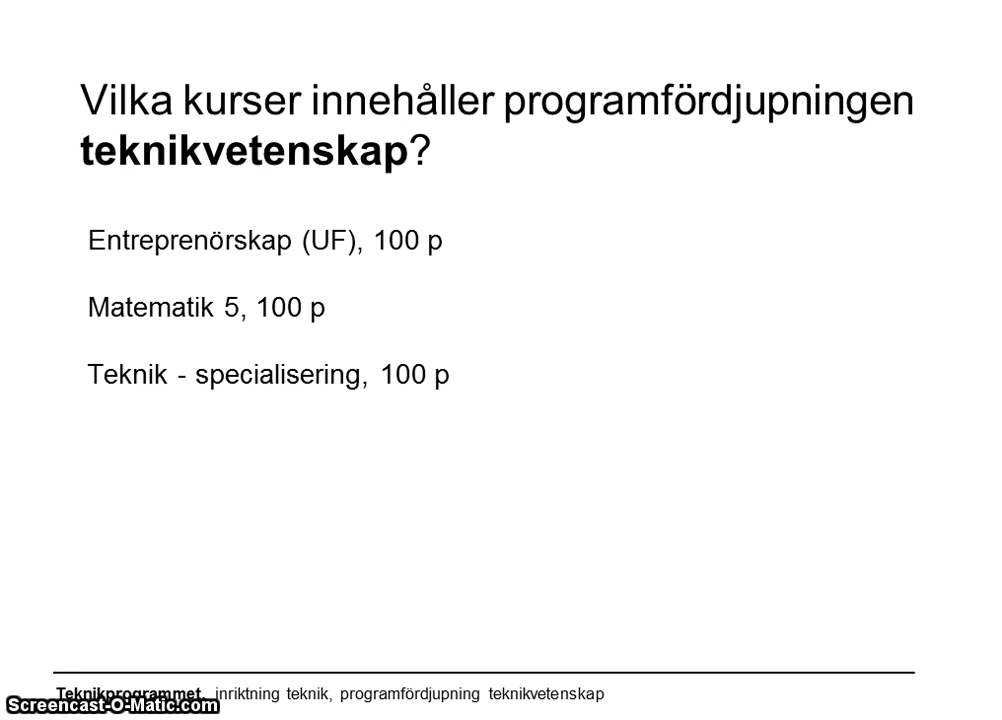 Vilka kurser innehåller programfördjupningen
teknikvetenskap?
Entreprenörskap (UF), 100 p
Matematik 5, 100 p
Teknik - specialisering, 100 p
Teknikprogrammet, inriktning teknik, programfördjupning teknikvetenskap
Screencast-O-Matic.com